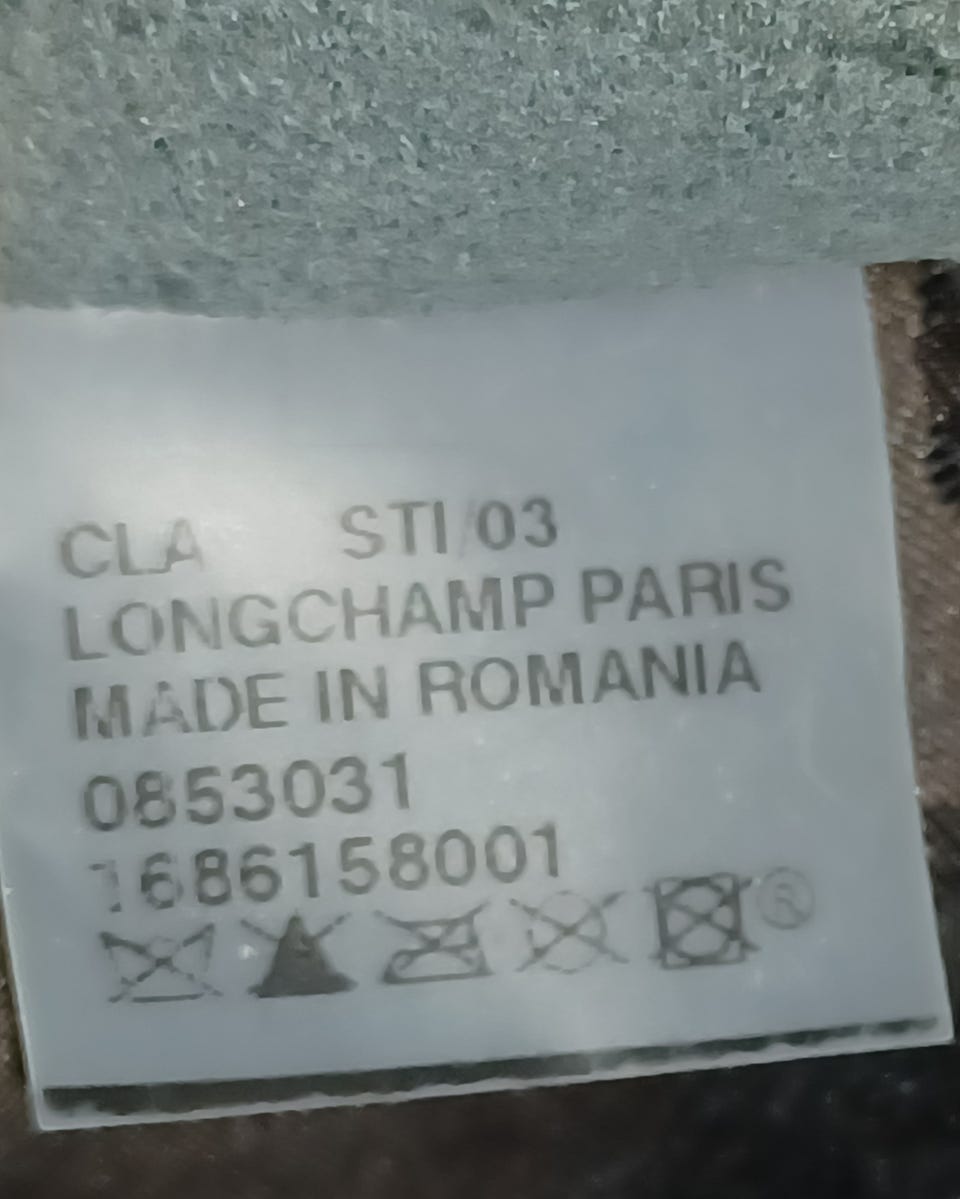 CLA STI/03
LONGCHAMP PARIS
MADE IN ROMANIA
0853031
1686158001
®